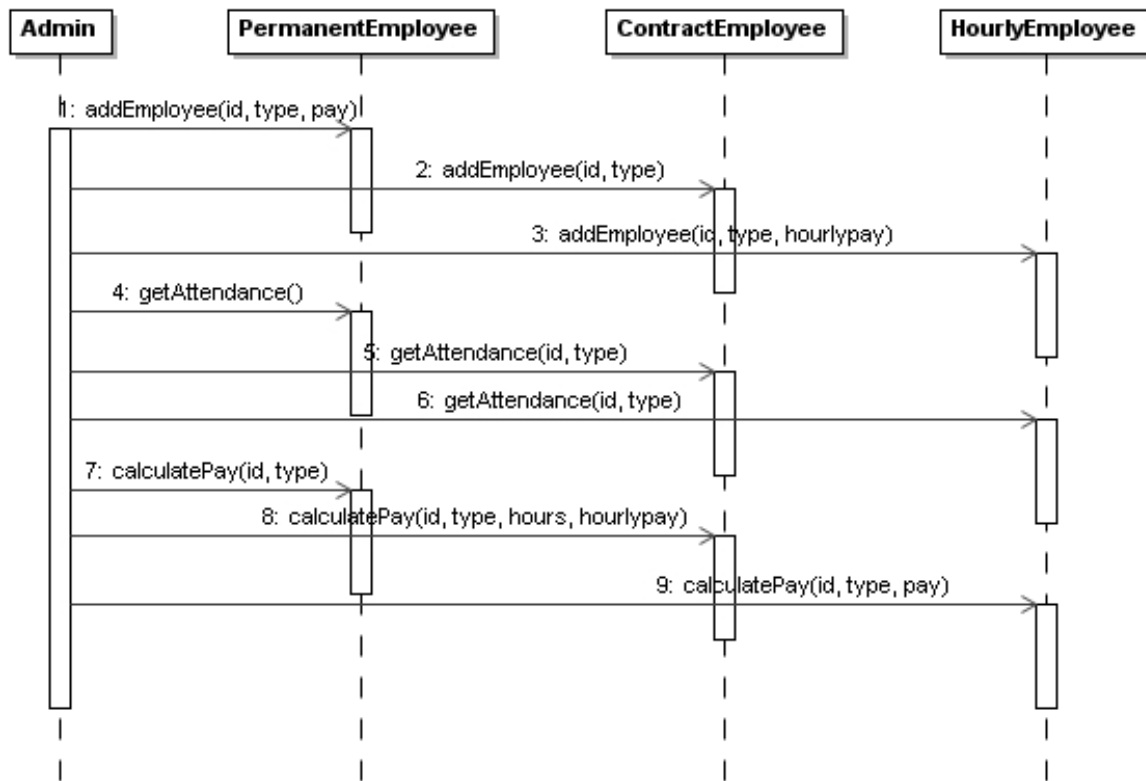 Admin
PermanentEmployee
ContractEmployee
HourlyEmployee
1: addEmployee(id, type, pay)
2: addEmployee(id, type)
3: addEmployee(id, type, hourlypay)
4: getAttendance()
5: getAttendance(id, type)
6: getAttendance(id, type)
7: calculatePay(id, type)
8: calculatePay(id, type, hours, hourlypay)
9: calculatePay(id, type, pay)